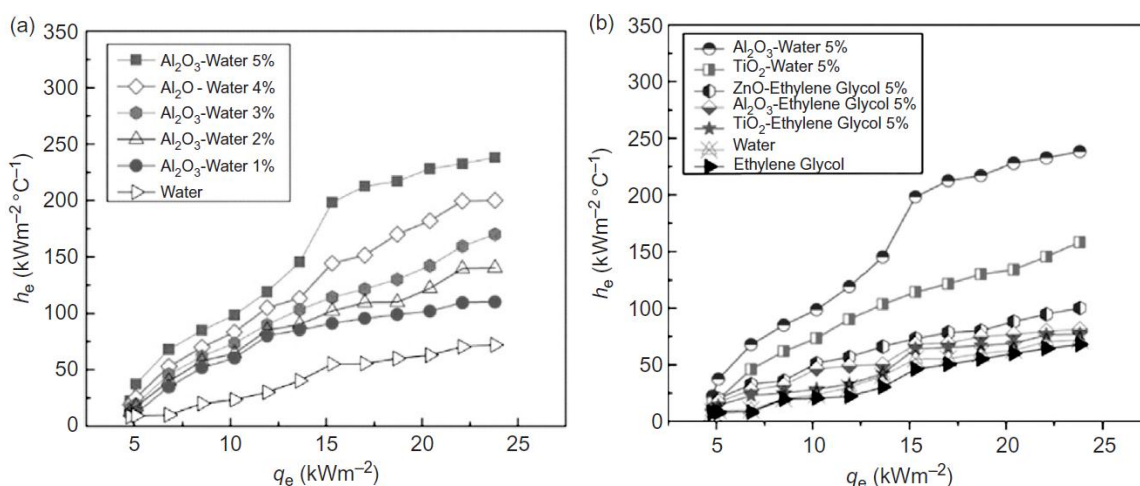 (a)
350
300
250
200
150
100
50
0
hₑ (kWm⁻² °C⁻¹)
Al₂O₃-Water 5%
Al₂O - Water 4%
Al₂O₃-Water 3%
Al₂O₃-Water 2%
Al₂O₃-Water 1%
Water
5 10 15 20 25
qₑ (kWm⁻²)
(b)
350
300
250
200
150
100
50
0
hₑ (kWm⁻² °C⁻¹)
Al₂O₃-Water 5%
TiO₂-Water 5%
ZnO-Ethylene Glycol 5%
Al₂O₃-Ethylene Glycol 5%
TiO₂-Ethylene Glycol 5%
Water
Ethylene Glycol
5 10 15 20 25
qₑ (kWm⁻²)